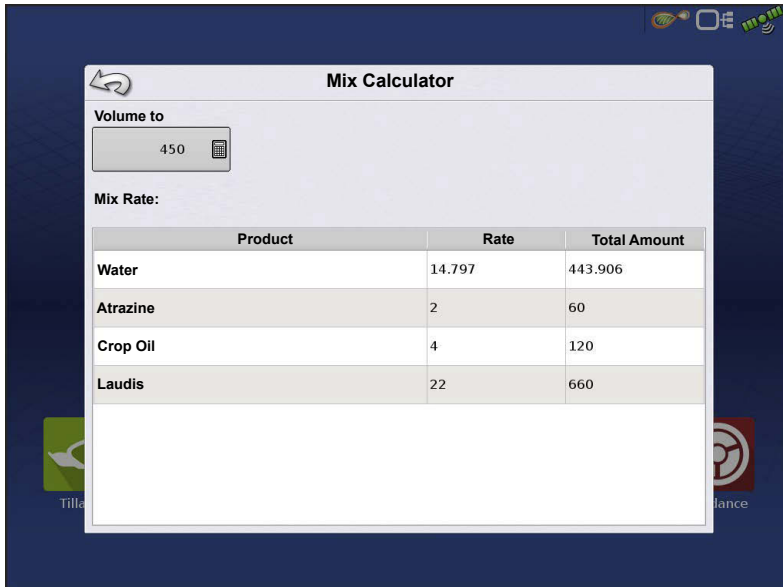 Mix Calculator
Volume to
450
Mix Rate:
Product Rate Total Amount
Water 14.797 443.906
Atrazine 2 60
Crop Oil 4 120
Laudis 22 660
Tilla
dance